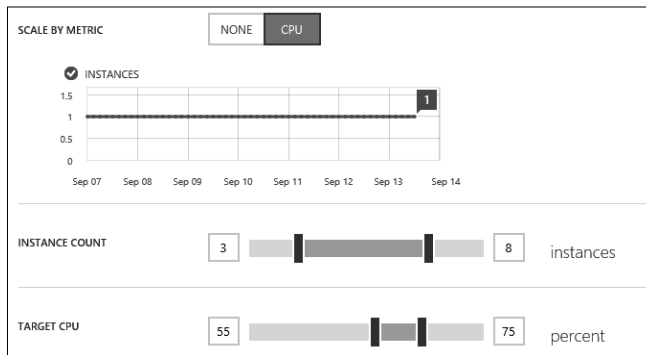 SCALE BY METRIC NONE CPU
INSTANCES
1.5
1
1
0.5
0
Sep 07 Sep 08 Sep 09 Sep 10 Sep 11 Sep 12 Sep 13 Sep 14
INSTANCE COUNT 3 8 instances
TARGET CPU 55 75 percent